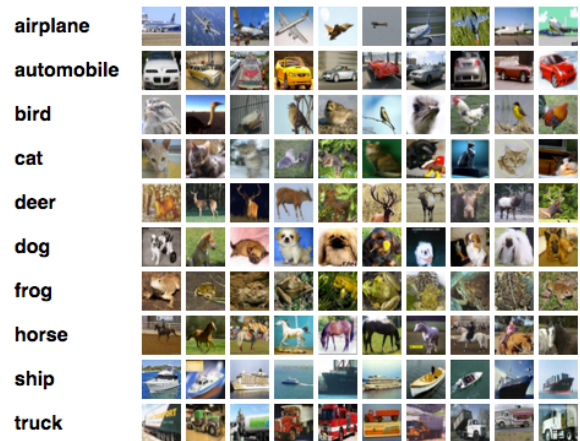 airplane
automobile
bird
cat
deer
dog
frog
horse
ship
truck